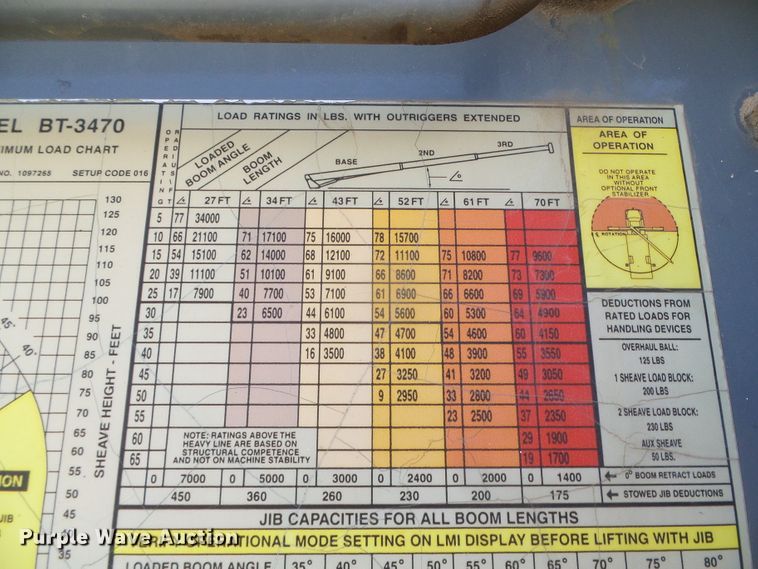 EL BT-3470
XIMUM LOAD CHART
NO. 1097265 SETUP CODE 016
LOAD RATINGS IN LBS. WITH OUTRIGGERS EXTENDED
OPERATING RADIUS/FT
LOADED BOOM ANGLE
BOOM LENGTH
BASE 2ND 3RD
27 FT 34 FT 43 FT 52 FT 61 FT 70 FT
5 77 34000
10 66 21100 71 17100 75 16000 78 15700
15 54 15100 62 14000 68 12100 72 11100 75 10800 77 9600
20 39 11100 51 10100 61 9100 66 8600 71 8200 73 7300
25 17 7900 40 7700 53 7100 61 6900 66 6600 69 5900
30 23 6500 44 6100 54 5600 60 5300 64 4900
35 33 4800 47 4700 54 4600 60 4150
40 16 3500 38 4100 48 3900 55 3550
45 27 3250 41 3200 49 3050
50 9 2950 33 2800 44 2650
55 23 2500 37 2350
60 29 1900
65 19 1700
NOTE: RATINGS ABOVE THE
HEAVY LINE ARE BASED ON
STRUCTURAL COMPETENCE
AND NOT ON MACHINE STABILITY
0 7000 0 5000 0 3000 0 2400 0 2000 0 1400 0° BOOM RETRACT LOADS
450 360 260 230 200 175 STOWED JIB DEDUCTIONS
JIB CAPACITIES FOR ALL BOOM LENGTHS
VERIFY OPERATIONAL MODE SETTING ON LMI DISPLAY BEFORE LIFTING WITH JIB
LOADED BOOM ANGLE 35° 40° 45° 50° 55° 60° 65° 70° 75° 80°
AREA OF OPERATION
AREA OF
OPERATION
DO NOT OPERATE
IN THIS AREA
WITHOUT
OPTIONAL FRONT
STABILIZER
ROTATION
DEDUCTIONS FROM
RATED LOADS FOR
HANDLING DEVICES
OVERHAUL BALL:
125 LBS
1 SHEAVE LOAD BLOCK:
200 LBS
2 SHEAVE LOAD BLOCK:
230 LBS
AUX SHEAVE
50 LBS.
SHEAVE HEIGHT - FEET
130
125
120
115
110
105
100
95
90
85
80
75
70
65
60
55
50
45
40
35
45°
40°
ION
JIB
Purple Wave Auction